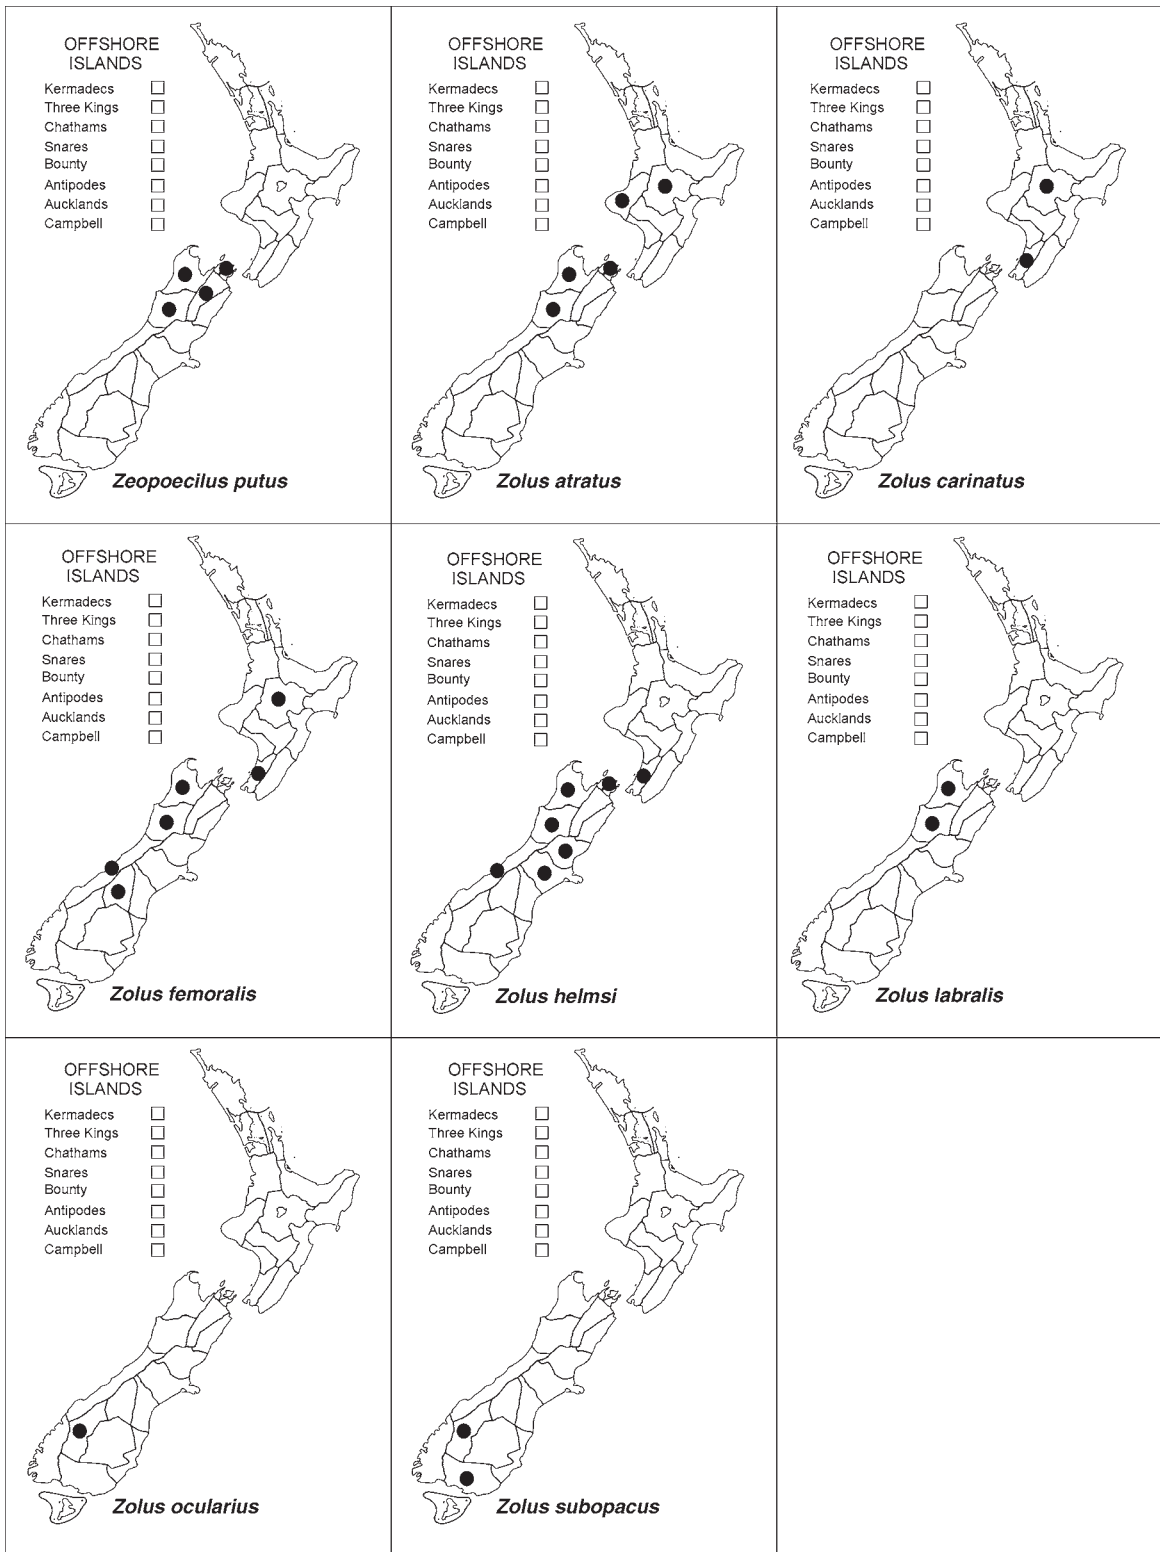 OFFSHORE
ISLANDS
Kermadecs
Three Kings
Chathams
Snares
Bounty
Antipodes
Aucklands
Campbell
Zeopoecilus putus
OFFSHORE
ISLANDS
Kermadecs
Three Kings
Chathams
Snares
Bounty
Antipodes
Aucklands
Campbell
Zolus atratus
OFFSHORE
ISLANDS
Kermadecs
Three Kings
Chathams
Snares
Bounty
Antipodes
Aucklands
Campbell
Zolus carinatus
OFFSHORE
ISLANDS
Kermadecs
Three Kings
Chathams
Snares
Bounty
Antipodes
Aucklands
Campbell
Zolus femoralis
OFFSHORE
ISLANDS
Kermadecs
Three Kings
Chathams
Snares
Bounty
Antipodes
Aucklands
Campbell
Zolus helmsi
OFFSHORE
ISLANDS
Kermadecs
Three Kings
Chathams
Snares
Bounty
Antipodes
Aucklands
Campbell
Zolus labralis
OFFSHORE
ISLANDS
Kermadecs
Three Kings
Chathams
Snares
Bounty
Antipodes
Aucklands
Campbell
Zolus ocularius
OFFSHORE
ISLANDS
Kermadecs
Three Kings
Chathams
Snares
Bounty
Antipodes
Aucklands
Campbell
Zolus subopacus